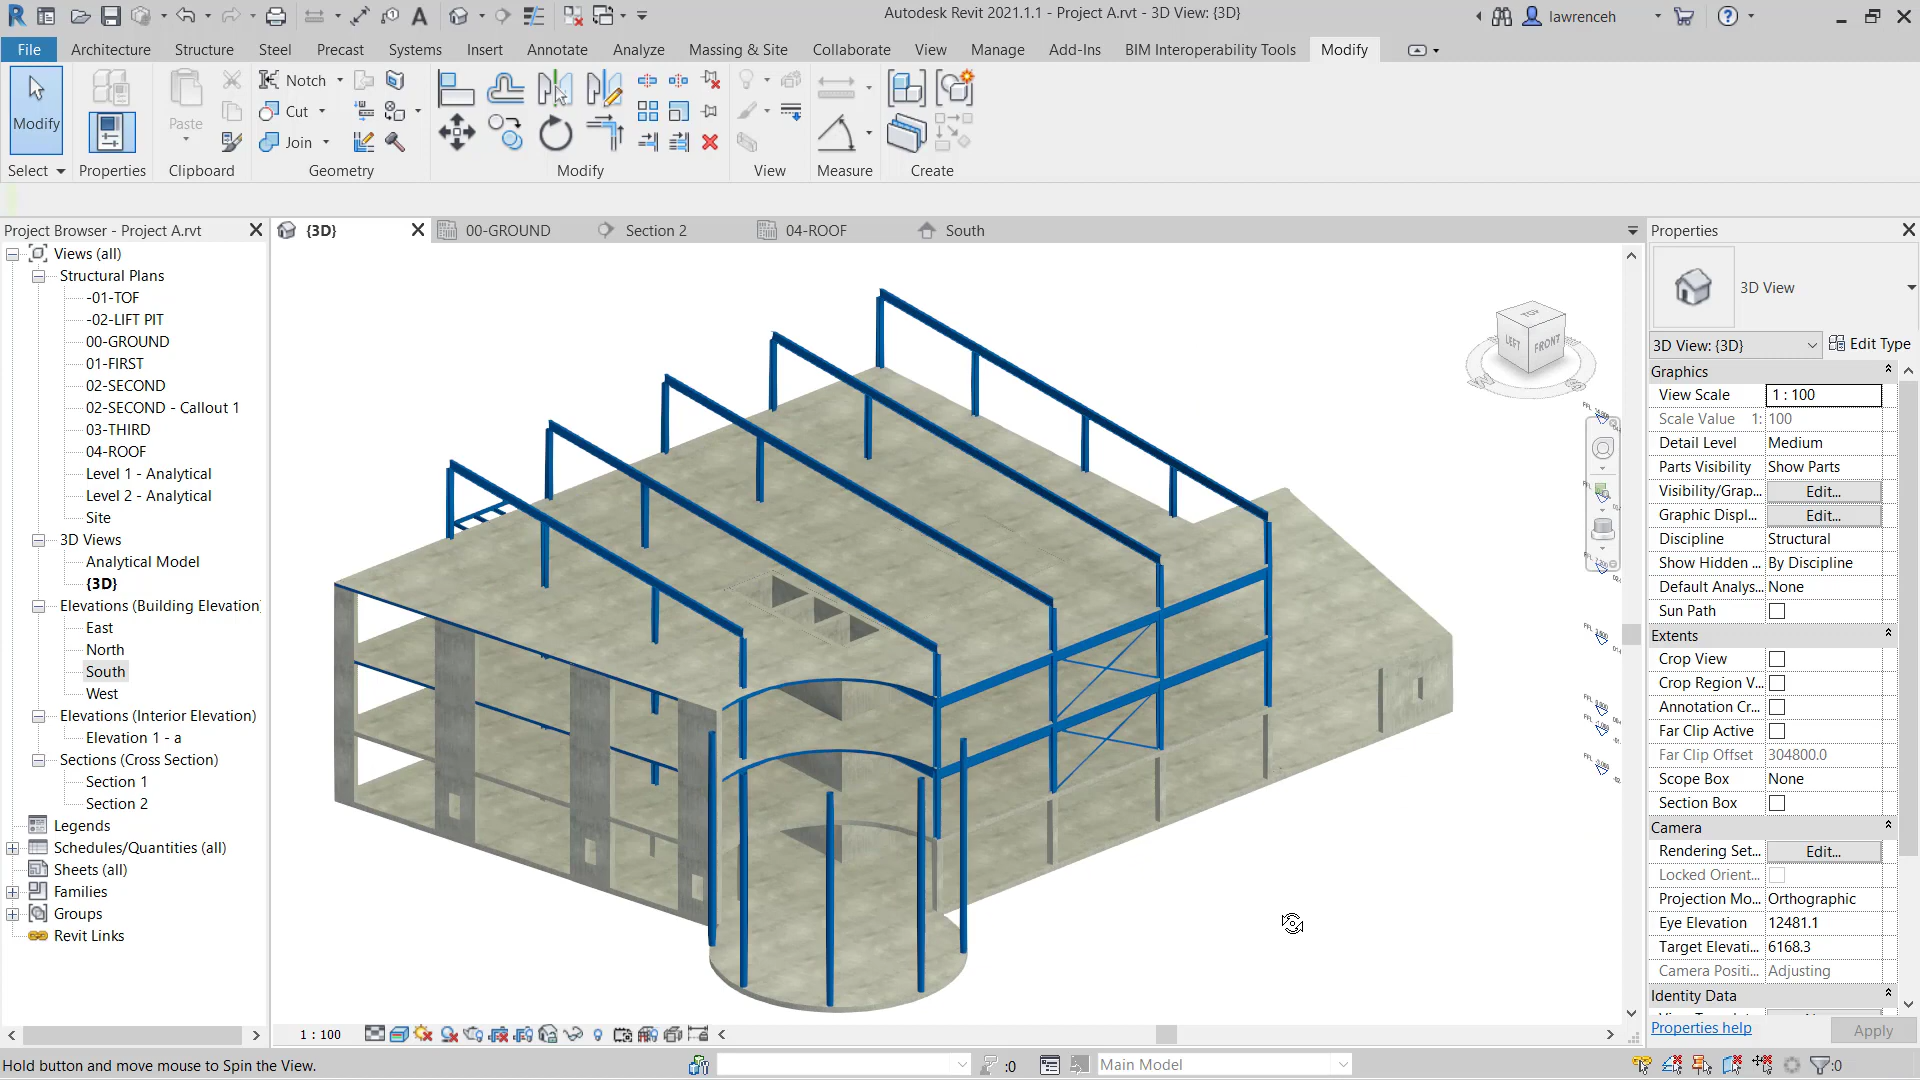 Autodesk Revit 2021.1.1 - Project A.rvt - 3D View: {3D}
lawrenceh
File Architecture Structure Steel Precast Systems Insert Annotate Analyze Massing & Site Collaborate View Manage Add-Ins BIM Interoperability Tools Modify
Modify
Paste
Notch
Cut
Join
Select Properties Clipboard Geometry Modify View Measure Create
Project Browser - Project A.rvt
{3D} 00-GROUND Section 2 04-ROOF South
Views (all)
Structural Plans
-01-TOF
-02-LIFT PIT
00-GROUND
01-FIRST
02-SECOND
02-SECOND - Callout 1
03-THIRD
04-ROOF
Level 1 - Analytical
Level 2 - Analytical
Site
3D Views
Analytical Model
{3D}
Elevations (Building Elevation)
East
North
South
West
Elevations (Interior Elevation)
Elevation 1 - a
Sections (Cross Section)
Section 1
Section 2
Legends
Schedules/Quantities (all)
Sheets (all)
Families
Groups
Revit Links
TOP
LEFT
FRONT
W
S
Properties
3D View
3D View: {3D}
Edit Type
Graphics
View Scale 1 : 100
Scale Value 1: 100
Detail Level Medium
Parts Visibility Show Parts
Visibility/Grap... Edit...
Graphic Displ... Edit...
Discipline Structural
Show Hidden ... By Discipline
Default Analys... None
Sun Path
Extents
Crop View
Crop Region V...
Annotation Cr...
Far Clip Active
Far Clip Offset 304800.0
Scope Box None
Section Box
Camera
Rendering Set... Edit...
Locked Orient...
Projection Mo... Orthographic
Eye Elevation 12481.1
Target Elevati... 6168.3
Camera Positi... Adjusting
Identity Data
Properties help
Apply
1 : 100
Hold button and move mouse to Spin the View.
:0
Main Model
:0